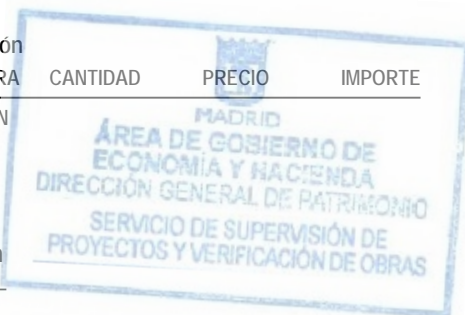 ón
RA CANTIDAD PRECIO IMPORTE
N
MADRID
ÁREA DE GOBIERNO DE
ECONOMÍA Y HACIENDA
DIRECCIÓN GENERAL DE PATRIMONIO
SERVICIO DE SUPERVISIÓN DE
PROYECTOS Y VERIFICACIÓN DE OBRAS